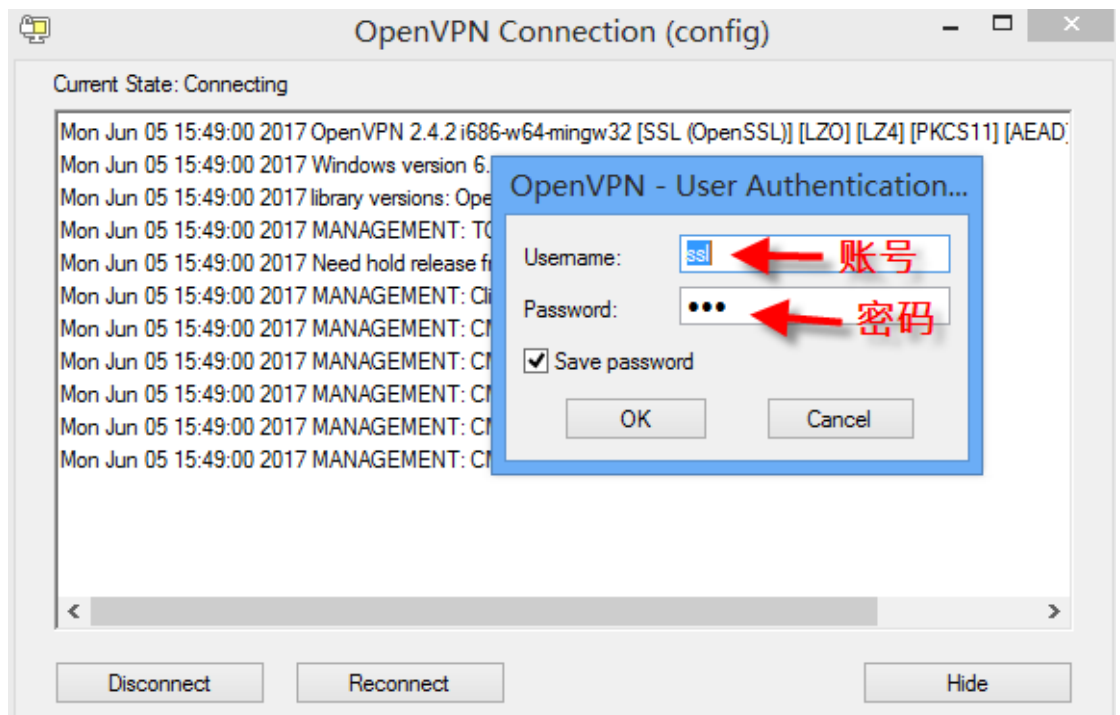 OpenVPN Connection (config)
Current State: Connecting
Mon Jun 05 15:49:00 2017 OpenVPN 2.4.2 i686-w64-mingw32 [SSL (OpenSSL)] [LZO] [LZ4] [PKCS11] [AEAD]
Mon Jun 05 15:49:00 2017 Windows version 6.
Mon Jun 05 15:49:00 2017 library versions: Ope
Mon Jun 05 15:49:00 2017 MANAGEMENT: TC
Mon Jun 05 15:49:00 2017 Need hold release fr
Mon Jun 05 15:49:00 2017 MANAGEMENT: Cli
Mon Jun 05 15:49:00 2017 MANAGEMENT: CM
Mon Jun 05 15:49:00 2017 MANAGEMENT: CM
Mon Jun 05 15:49:00 2017 MANAGEMENT: CM
Mon Jun 05 15:49:00 2017 MANAGEMENT: CM
Mon Jun 05 15:49:00 2017 MANAGEMENT: CM
OpenVPN - User Authentication...
Username: ssl 账号
Password: ••• 密码
Save password
OK Cancel
Disconnect Reconnect Hide